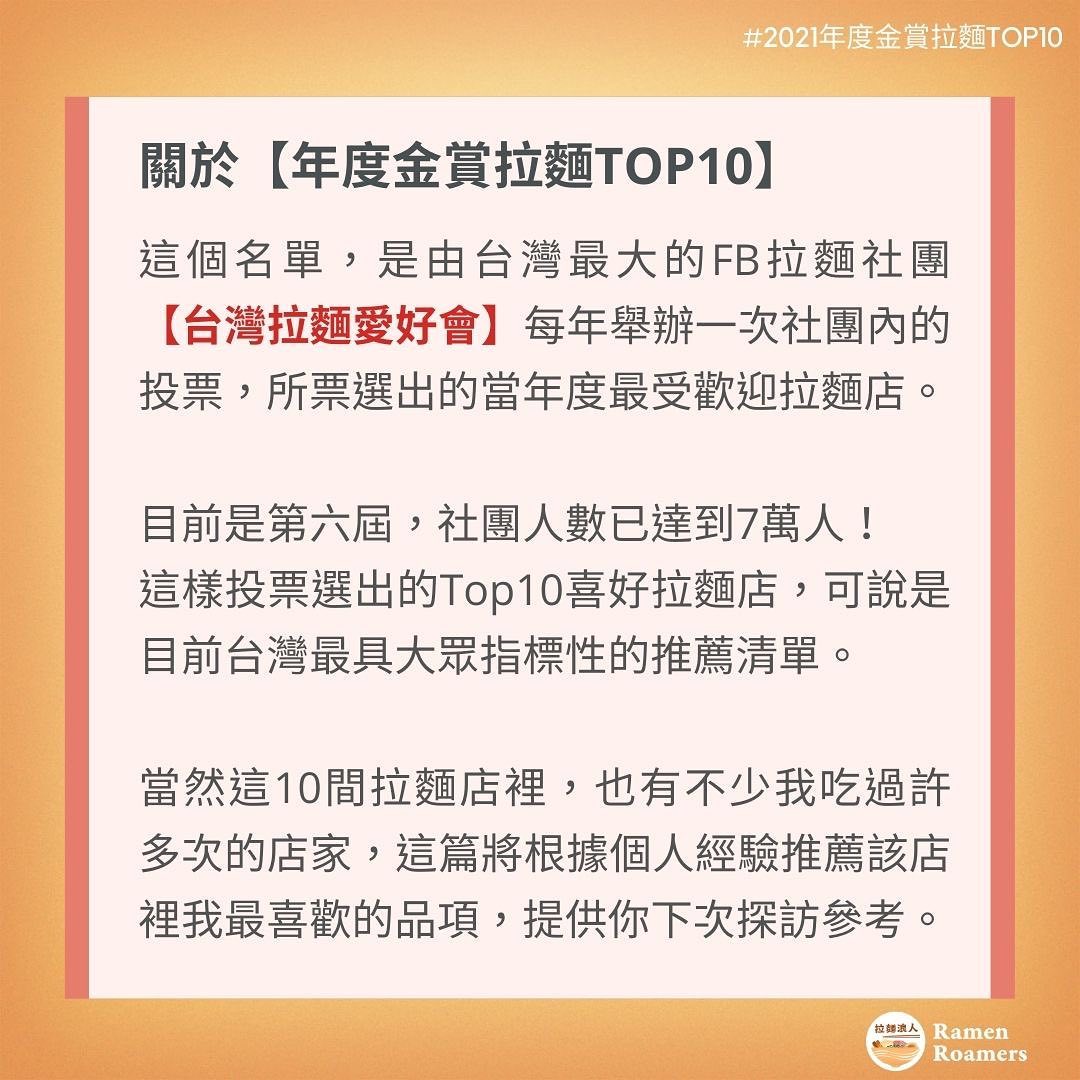 #2021年度金賞拉麵TOP10
關於【年度金賞拉麵TOP10】
這個名單，是由台灣最大的FB拉麵社團
【台灣拉麵愛好會】每年舉辦一次社團內的
投票，所票選出的當年度最受歡迎拉麵店。
目前是第六屆，社團人數已達到7萬人！
這樣投票選出的Top10喜好拉麵店，可說是
目前台灣最具大眾指標性的推薦清單。
當然這10間拉麵店裡，也有不少我吃過許
多次的店家，這篇將根據個人經驗推薦該店
裡我最喜歡的品項，提供你下次探訪參考。
拉麵浪人
Ramen
Roamers